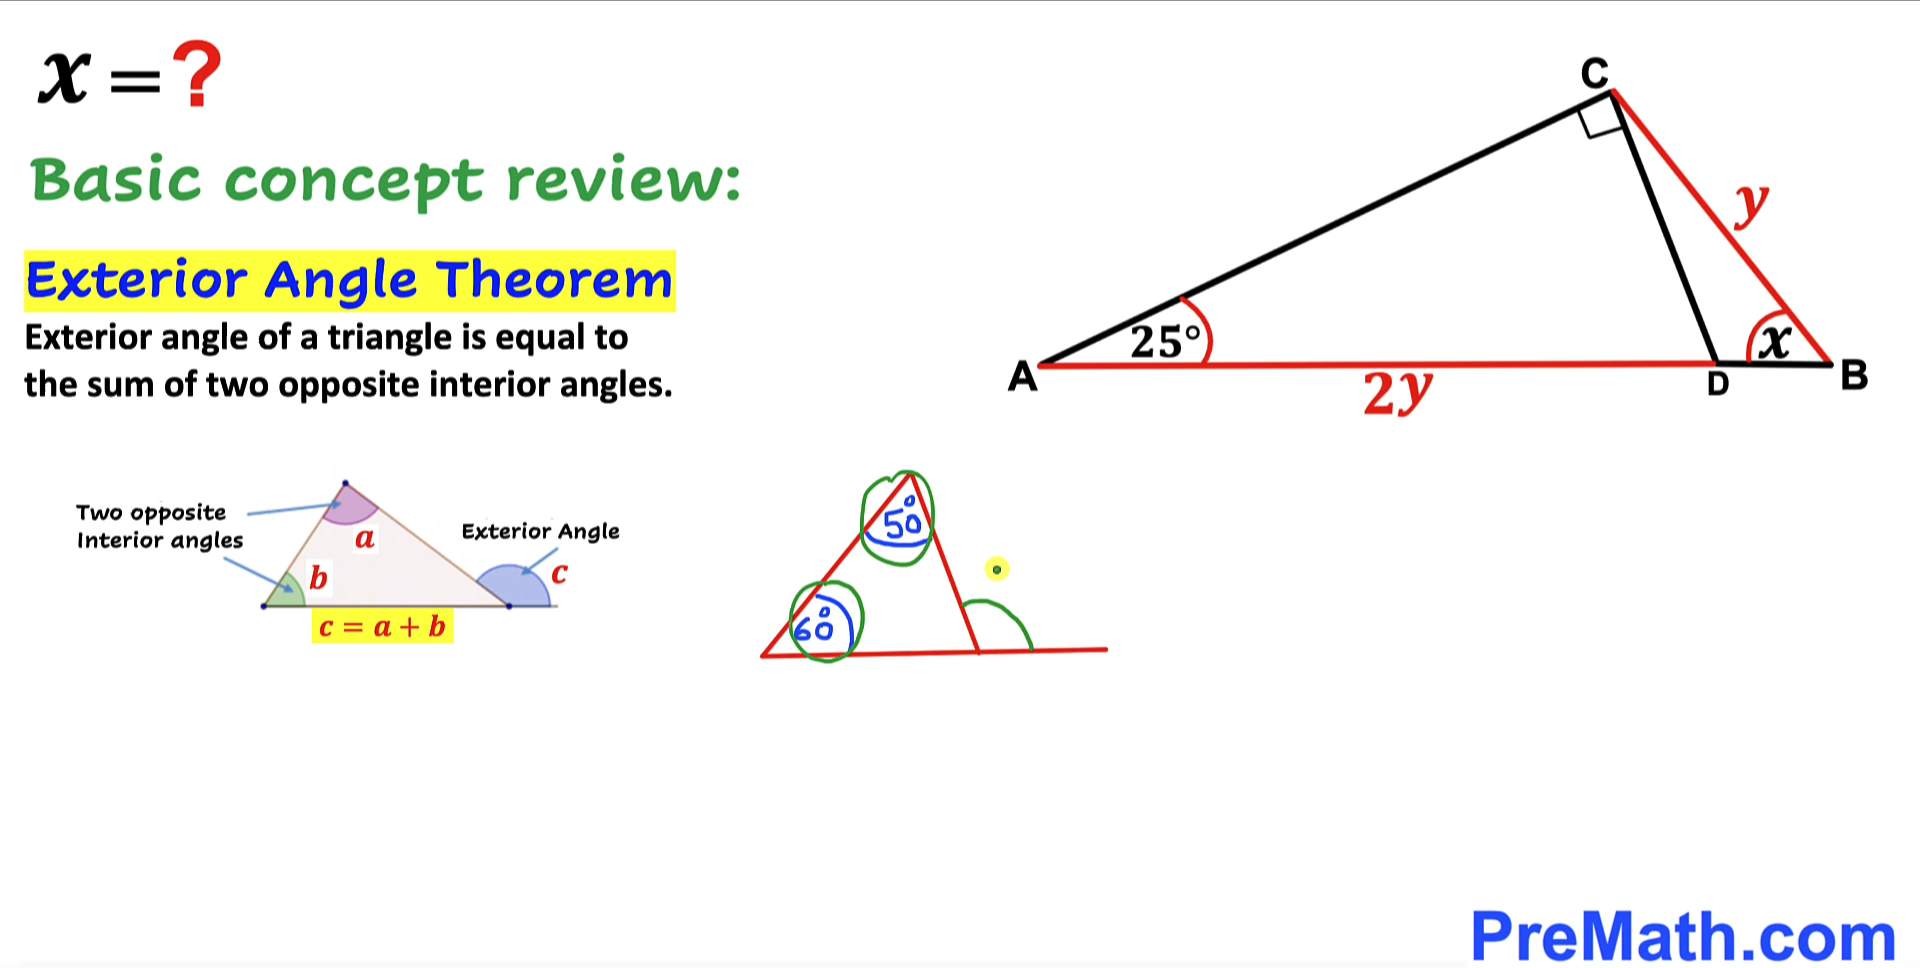 x = ?
Basic concept review:
Exterior Angle Theorem
Exterior angle of a triangle is equal to
the sum of two opposite interior angles.
C
y
25°
x
A
2y
D
B
Two opposite
Interior angles
a
Exterior Angle
b
c
c = a + b
50°
60°
PreMath.com